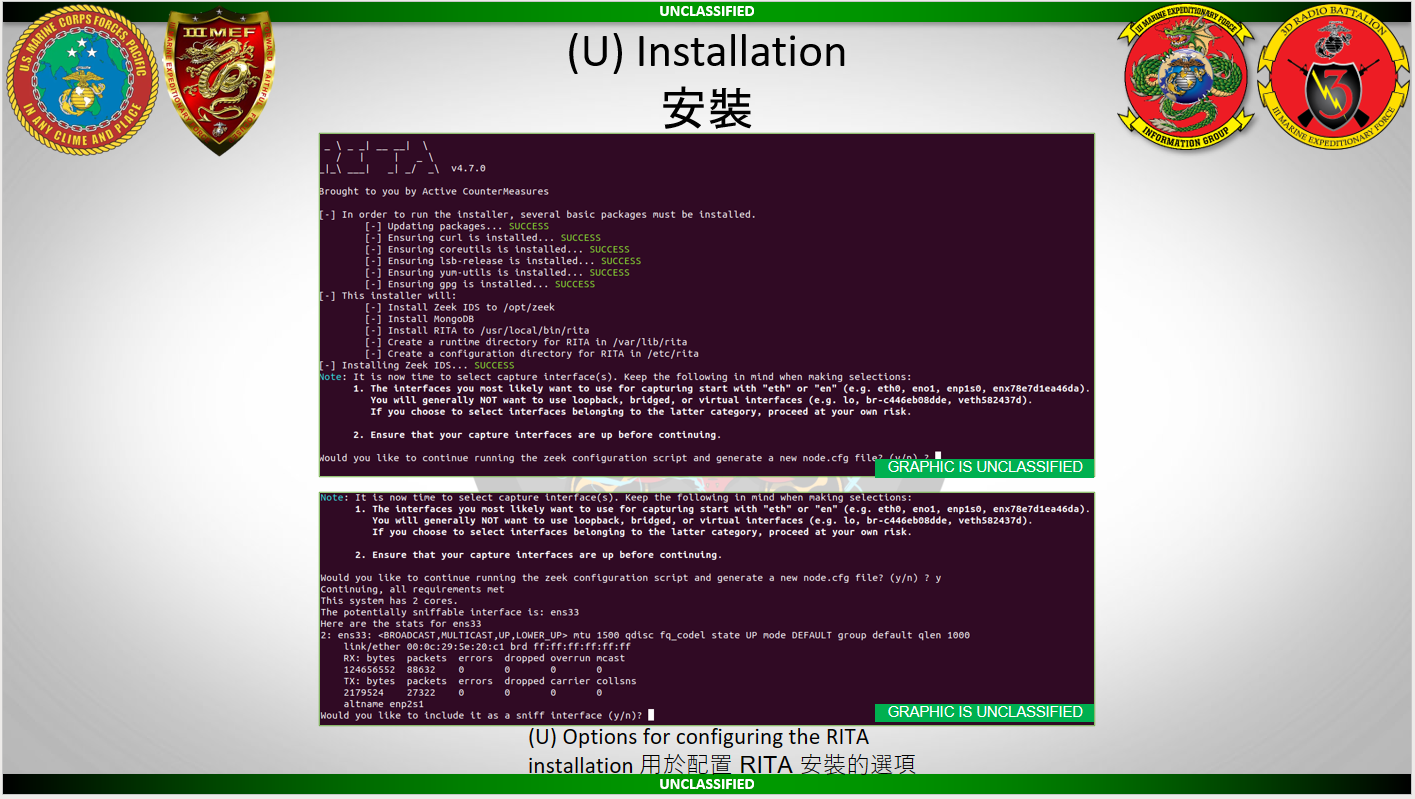 UNCLASSIFIED
U.S. MARINE CORPS FORCES PACIFIC
IN ANY CLIME AND PLACE
III MEF
III MARINE EXPEDITIONARY FORCE
INFORMATION GROUP
3D RADIO BATTALION
III MARINE EXPEDITIONARY FORCE
3
(U) Installation
安裝
_ \ _ _| __ __| \
/ | | _ \
_|_\ ___| _| _/ _\ v4.7.0
Brought to you by Active CounterMeasures
[-] In order to run the installer, several basic packages must be installed.
[-] Updating packages... SUCCESS
[-] Ensuring curl is installed... SUCCESS
[-] Ensuring coreutils is installed... SUCCESS
[-] Ensuring lsb-release is installed... SUCCESS
[-] Ensuring yum-utils is installed... SUCCESS
[-] Ensuring gpg is installed... SUCCESS
[-] This installer will:
[-] Install Zeek IDS to /opt/zeek
[-] Install MongoDB
[-] Install RITA to /usr/local/bin/rita
[-] Create a runtime directory for RITA in /var/lib/rita
[-] Create a configuration directory for RITA in /etc/rita
[-] Installing Zeek IDS... SUCCESS
Note: It is now time to select capture interface(s). Keep the following in mind when making selections:
1. The interfaces you most likely want to use for capturing start with "eth" or "en" (e.g. eth0, eno1, enp1s0, enx78e7d1ea46da).
You will generally NOT want to use loopback, bridged, or virtual interfaces (e.g. lo, br-c446eb08dde, veth582437d).
If you choose to select interfaces belonging to the latter category, proceed at your own risk.
2. Ensure that your capture interfaces are up before continuing.
Would you like to continue running the zeek configuration script and generate a new node.cfg file? (y/n) ?
GRAPHIC IS UNCLASSIFIED
Note: It is now time to select capture interface(s). Keep the following in mind when making selections:
1. The interfaces you most likely want to use for capturing start with "eth" or "en" (e.g. eth0, eno1, enp1s0, enx78e7d1ea46da).
You will generally NOT want to use loopback, bridged, or virtual interfaces (e.g. lo, br-c446eb08dde, veth582437d).
If you choose to select interfaces belonging to the latter category, proceed at your own risk.
2. Ensure that your capture interfaces are up before continuing.
Would you like to continue running the zeek configuration script and generate a new node.cfg file? (y/n) ? y
Continuing, all requirements met
This system has 2 cores.
The potentially sniffable interface is: ens33
Here are the stats for ens33
2: ens33: <BROADCAST,MULTICAST,UP,LOWER_UP> mtu 1500 qdisc fq_codel state UP mode DEFAULT group default qlen 1000
link/ether 00:0c:29:5e:20:c1 brd ff:ff:ff:ff:ff:ff
RX: bytes packets errors dropped overrun mcast
124656552 88632 0 0 0 0
TX: bytes packets errors dropped carrier collsns
2179524 27322 0 0 0 0
altname enp2s1
Would you like to include it as a sniff interface (y/n)?
GRAPHIC IS UNCLASSIFIED
(U) Options for configuring the RITA
installation 用於配置 RITA 安裝的選項
UNCLASSIFIED